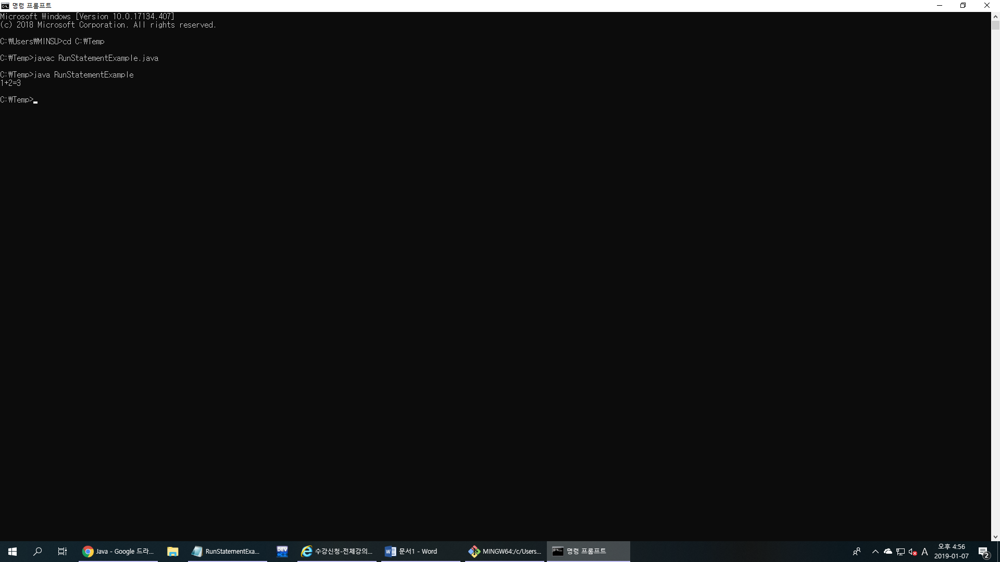 명령 프롬프트
Microsoft Windows [Version 10.0.17134.407]
(c) 2018 Microsoft Corporation. All rights reserved.
C:₩Users₩MINSU>cd C:₩Temp
C:₩Temp>javac RunStatementExample.java
C:₩Temp>java RunStatementExample
1+2=3
C:₩Temp>
Java - Google 드라...
RunStatementExa...
DEV
수강신청-전체강의...
문서1 - Word
MINGW64:/c/Users...
명령 프롬프트
A
오후 4:56
2019-01-07
2